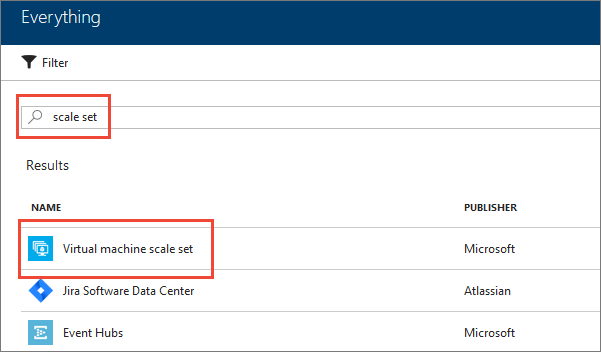 Everything
Filter
scale set
Results
NAME PUBLISHER
Virtual machine scale set Microsoft
Jira Software Data Center Atlassian
Event Hubs Microsoft